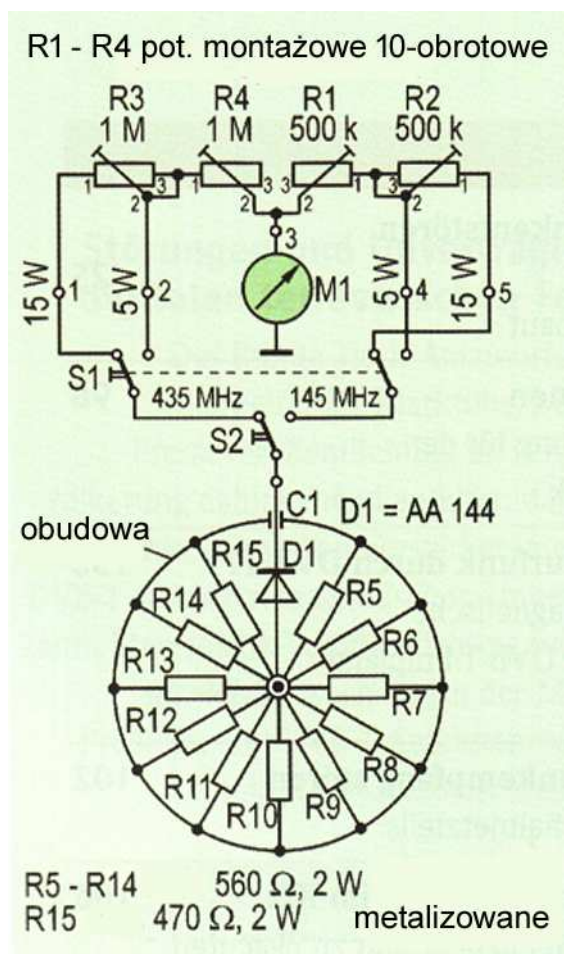 R1 - R4 pot. montażowe 10-obrotowe
R3 R4 R1 R2
1 M 1 M 500 k 500 k
1 3 3 3 3 1
2 2 2 2
3
15 W 1 5 W 2 M1 5 W 4 15 W 5
S1
435 MHz 145 MHz
S2
C1 D1 = AA 144
obudowa
R15 D1 R5
R14 R6
R13 R7
R12 R8
R11 R9
R10
R5 - R14 560 Ω, 2 W
R15 470 Ω, 2 W metalizowane